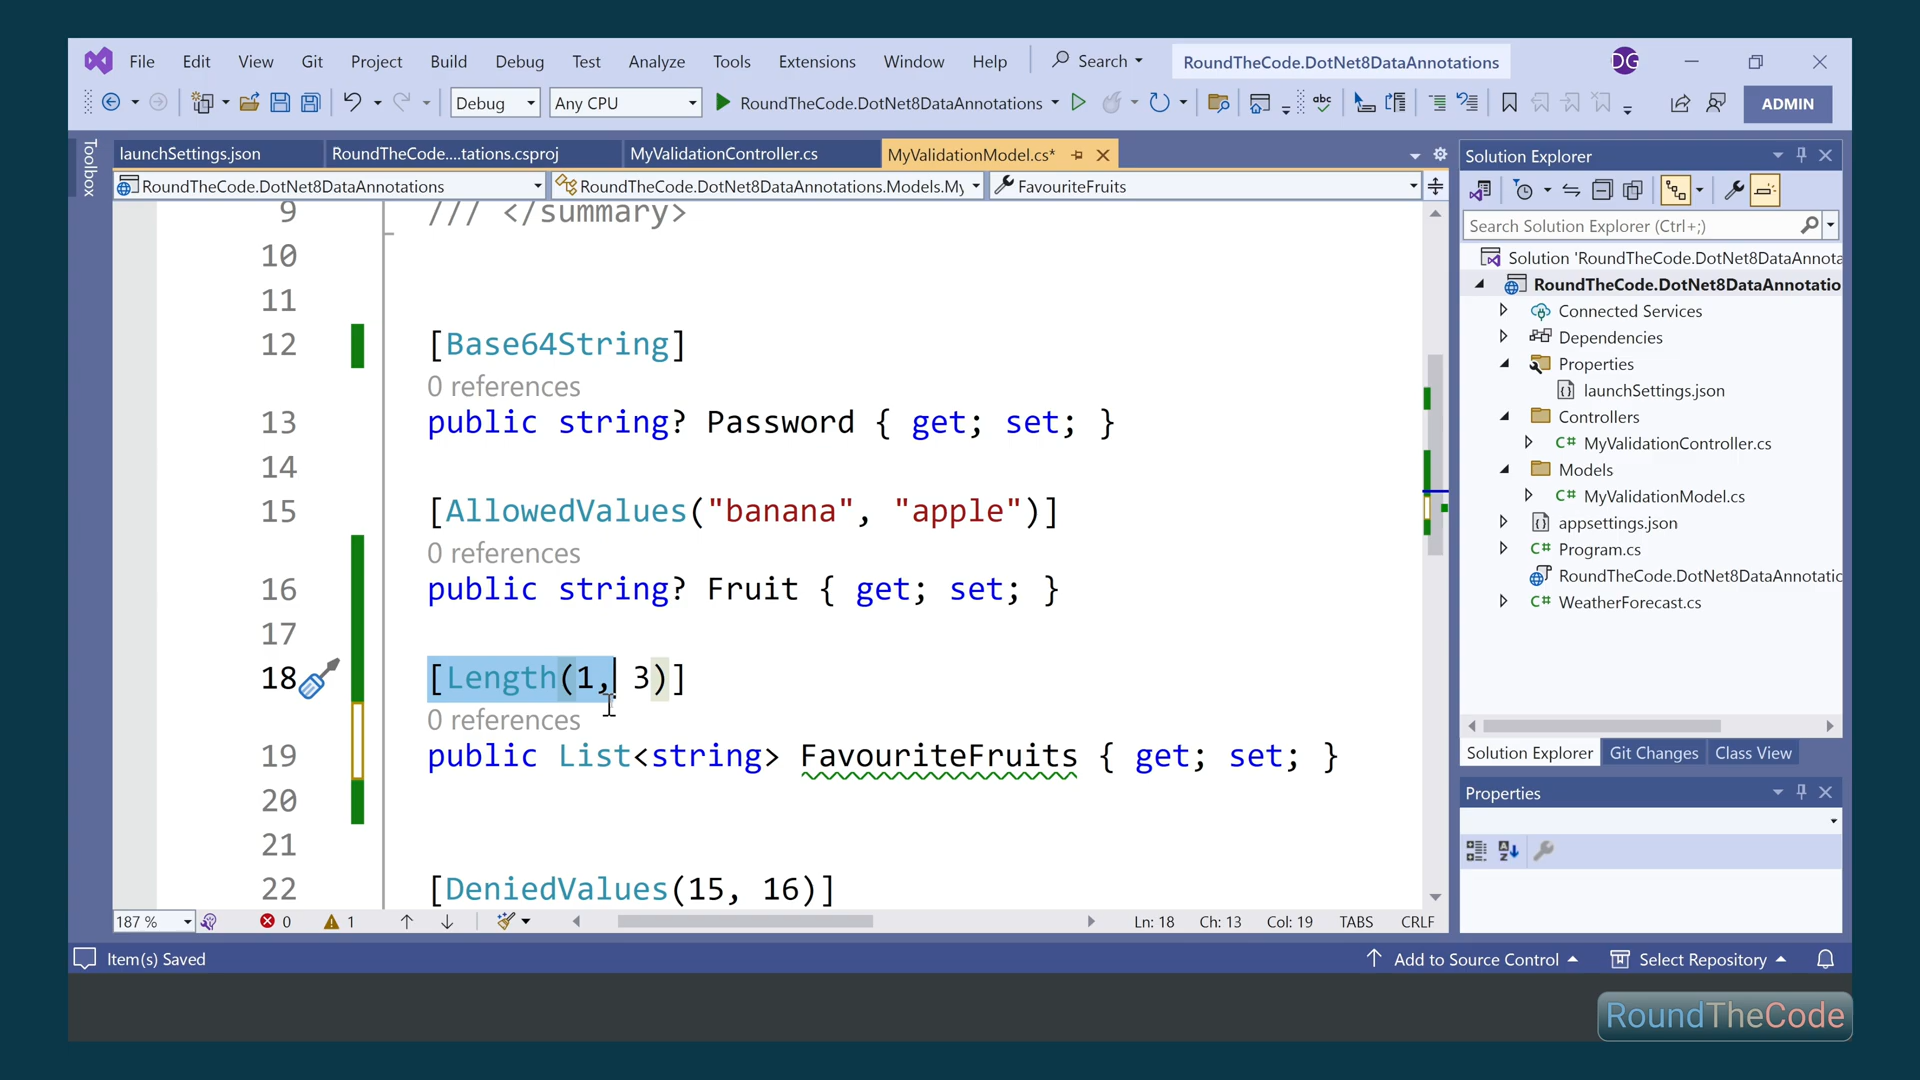 File Edit View Git Project Build Debug Test Analyze Tools Extensions Window Help Search RoundTheCode.DotNet8DataAnnotations DG
Debug Any CPU RoundTheCode.DotNet8DataAnnotations abc ADMIN
Toolbox
launchSettings.json RoundTheCode....tations.csproj MyValidationController.cs MyValidationModel.cs*
RoundTheCode.DotNet8DataAnnotations RoundTheCode.DotNet8DataAnnotations.Models.My FavouriteFruits
9 /// </summary>
10
11
12 [Base64String]
0 references
13 public string? Password { get; set; }
14
15 [AllowedValues("banana", "apple")]
0 references
16 public string? Fruit { get; set; }
17
18 [Length(1, 3)]
0 references
19 public List<string> FavouriteFruits { get; set; }
20
21
22 [DeniedValues(15, 16)]
187 % 0 1 Ln: 18 Ch: 13 Col: 19 TABS CRLF
Solution Explorer
Search Solution Explorer (Ctrl+;)
Solution 'RoundTheCode.DotNet8DataAnnota
RoundTheCode.DotNet8DataAnnotatio
Connected Services
Dependencies
Properties
launchSettings.json
Controllers
C# MyValidationController.cs
Models
C# MyValidationModel.cs
appsettings.json
C# Program.cs
RoundTheCode.DotNet8DataAnnotatic
C# WeatherForecast.cs
Solution Explorer Git Changes Class View
Properties
Item(s) Saved Add to Source Control Select Repository
RoundTheCode